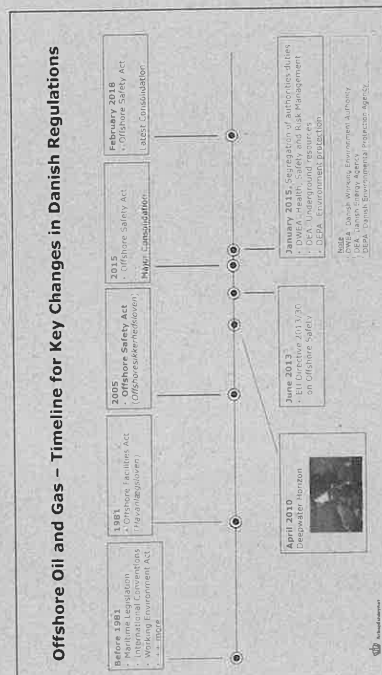 Offshore Oil and Gas – Timeline for Key Changes in Danish Regulations
Before 1981
• Maritime Legislation
• International Conventions
• Working Environment Act
• ++ more
1981
• Offshore Facilities Act
(Havanlægsloven)
2005
• Offshore Safety Act
(Offshoresikkerhedsloven)
2015
• Offshore Safety Act
Major Consolidation
February 2018
• Offshore Safety Act
Latest Consolidation
April 2010
Deepwater Horizon
June 2013
• EU Directive 2013/30
on Offshore Safety
January 2015, Segregation of authorities duties
• DWEA: Health, Safety and Risk Management
• DEA: Underground resources
• DEPA: Environment protection
Note
DWEA: Danish Working Environment Authority
DEA: Danish Energy Agency
DEPA: Danish Environmental Protection Agency